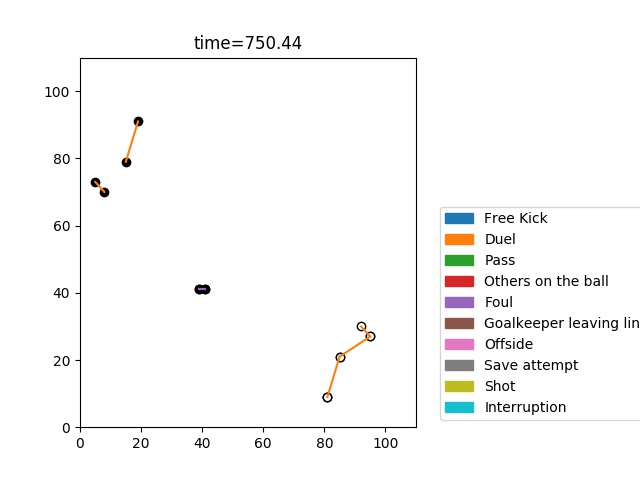 time=750.44
100
80
60
40
20
0
0 20 40 60 80 100
Free Kick
Duel
Pass
Others on the ball
Foul
Goalkeeper leaving lin
Offside
Save attempt
Shot
Interruption